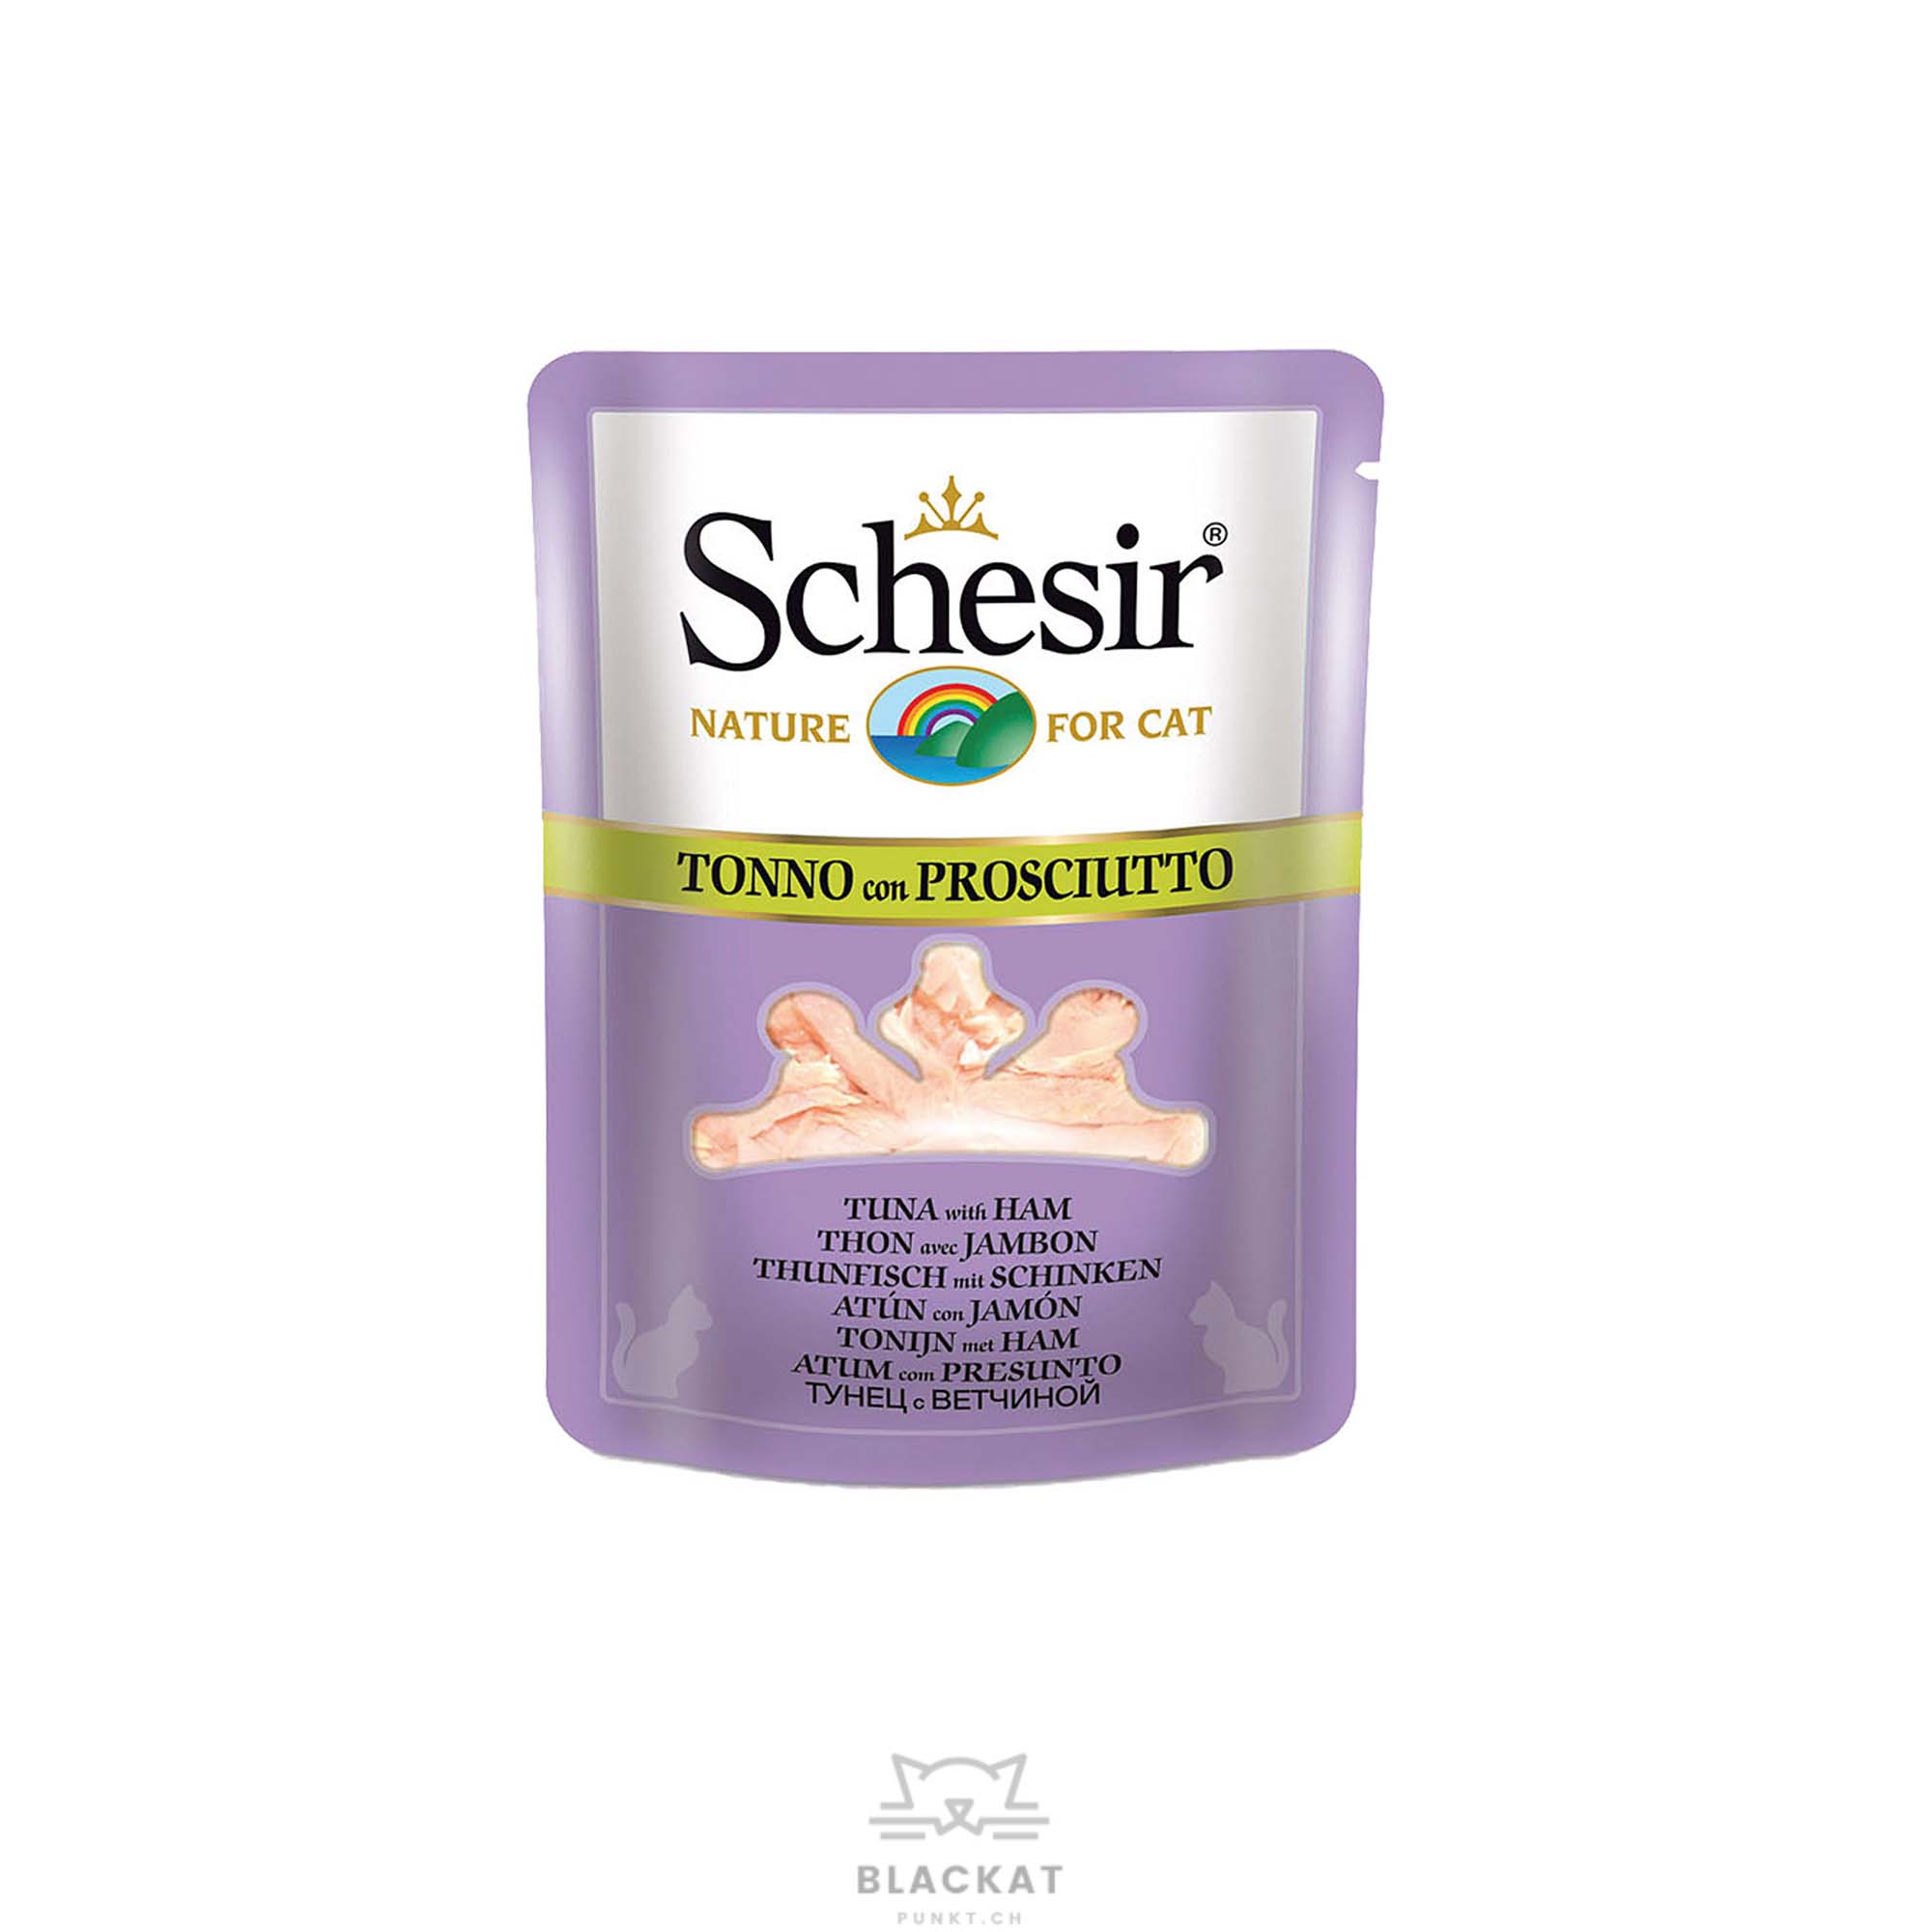 Schesir®
NATURE FOR CAT
TONNO con PROSCIUTTO
TUNA with HAM
THON avec JAMBON
THUNFISCH mit SCHINKEN
ATÚN con JAMÓN
TONIJN met HAM
ATUM com PRESUNTO
ТУНЕЦ с ВЕТЧИНОЙ
BLACKAT
PUNKT.CH